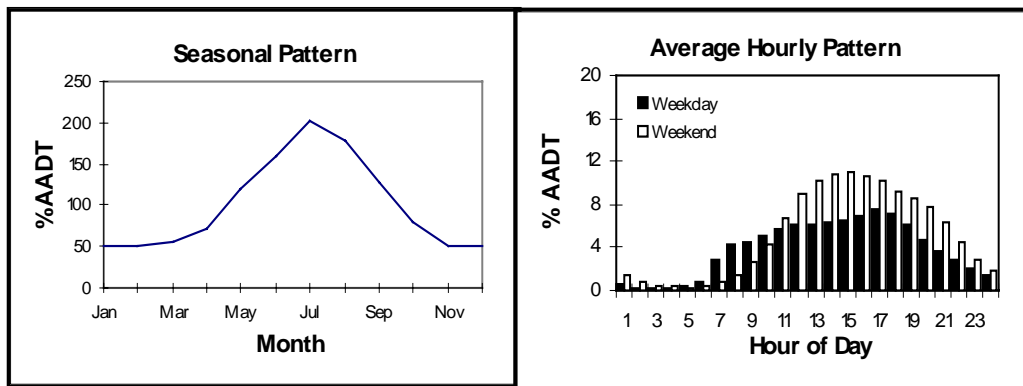 Seasonal Pattern
250
200
150
100
50
0
%AADT
Jan Mar May Jul Sep Nov
Month
Average Hourly Pattern
20
16
12
8
4
0
% AADT
Weekday
Weekend
1 3 5 7 9 11 13 15 17 19 21 23
Hour of Day